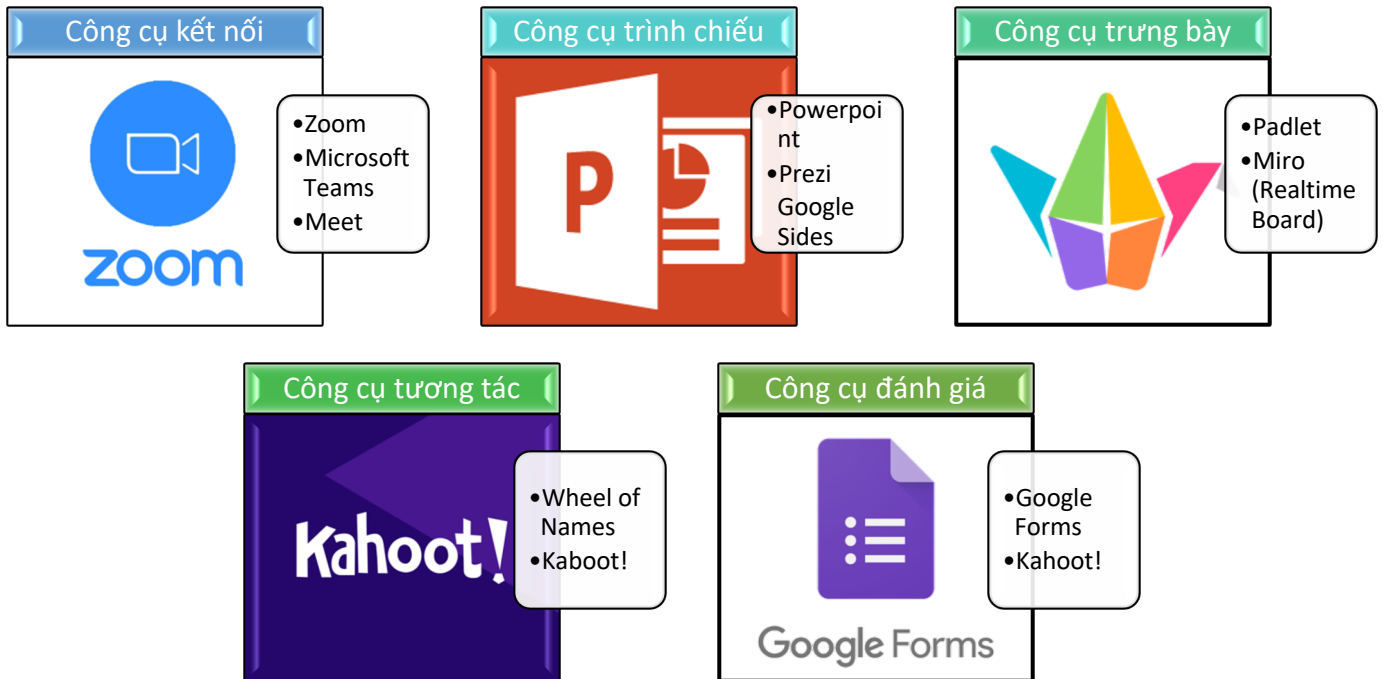 Công cụ kết nối
zoom
•Zoom
•Microsoft
Teams
•Meet
Công cụ trình chiếu
P
•Powerpoi
nt
•Prezi
Google
Sides
Công cụ trưng bày
•Padlet
•Miro
(Realtime
Board)
Công cụ tương tác
Kahoot!
•Wheel of
Names
•Kaboot!
Công cụ đánh giá
Google Forms
•Google
Forms
•Kahoot!